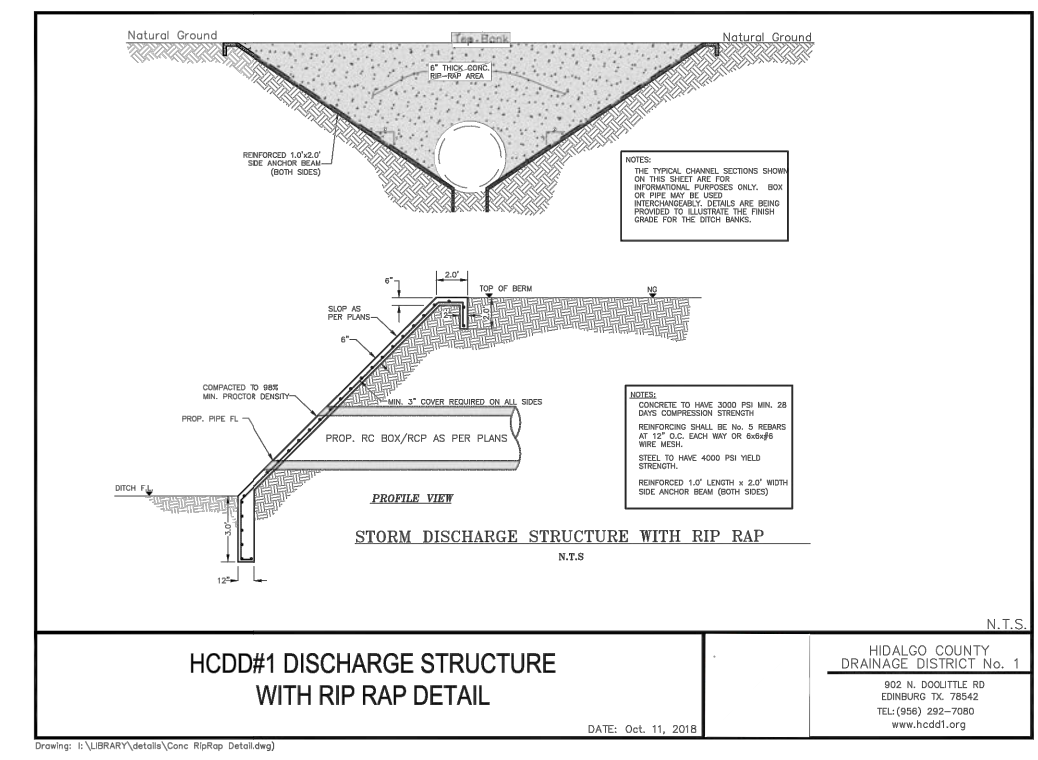 Natural Ground
Top Bank
Natural Ground
6" THICK CONC.
RIP-RAP AREA
REINFORCED 1.0'x2.0'
SIDE ANCHOR BEAM
(BOTH SIDES)
NOTES:
THE TYPICAL CHANNEL SECTIONS SHOWN
ON THIS SHEET ARE FOR
INFORMATIONAL PURPOSES ONLY. BOX
OR PIPE MAY BE USED
INTERCHANGEABLY. DETAILS ARE BEING
PROVIDED TO ILLUSTRATE THE FINISH
GRADE FOR THE DITCH BANKS.
2.0'
6"
TOP OF BERM
NG
SLOP AS
PER PLANS
2.0'
6"
COMPACTED TO 98%
MIN. PROCTOR DENSITY
MIN. 3" COVER REQUIRED ON ALL SIDES
PROP. PIPE FL
PROP. RC BOX/RCP AS PER PLANS
NOTES:
CONCRETE TO HAVE 3000 PSI MIN. 28
DAYS COMPRESSION STRENGTH
REINFORCING SHALL BE No. 5 REBARS
AT 12" O.C. EACH WAY OR 6x6x#6
WIRE MESH.
STEEL TO HAVE 4000 PSI YIELD
STRENGTH.
REINFORCED 1.0' LENGTH x 2.0' WIDTH
SIDE ANCHOR BEAM (BOTH SIDES)
DITCH F.L
PROFILE VIEW
3.0'
12"
STORM DISCHARGE STRUCTURE WITH RIP RAP
N.T.S
N.T.S.
HCDD#1 DISCHARGE STRUCTURE
WITH RIP RAP DETAIL
DATE: Oct. 11, 2018
HIDALGO COUNTY
DRAINAGE DISTRICT No. 1
902 N. DOOLITTLE RD
EDINBURG TX. 78542
TEL:(956) 292-7080
www.hcdd1.org
Drawing: I:\LIBRARY\details\Conc RipRap Detail.dwg)